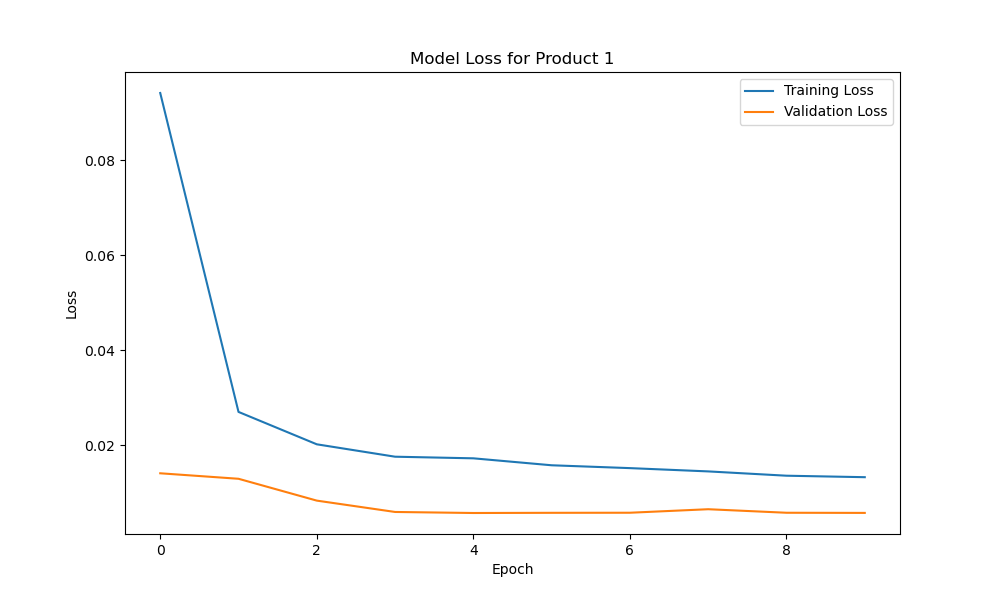 Model Loss for Product 1
Training Loss
Validation Loss
Loss
0.08
0.06
0.04
0.02
0 2 4 6 8
Epoch